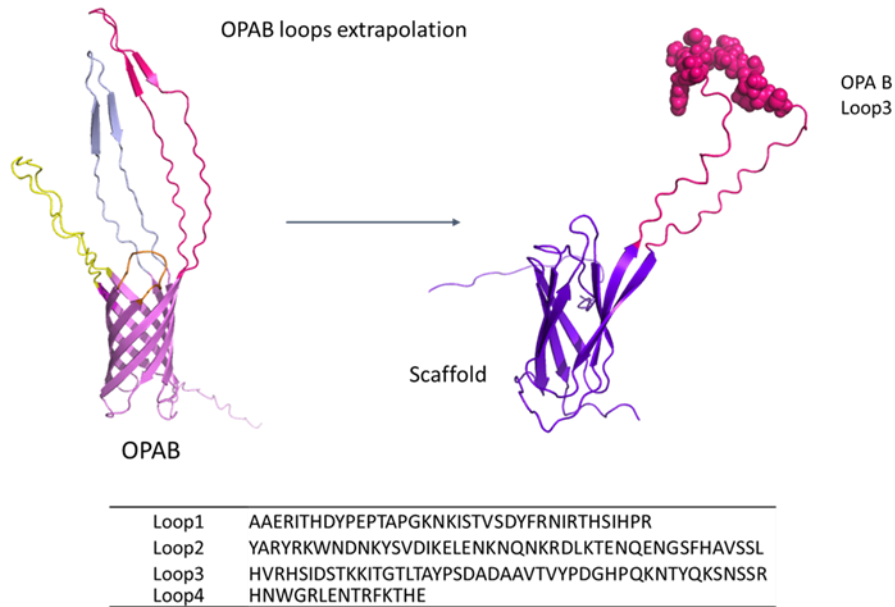 OPAB loops extrapolation
OPA B
Loop3
Scaffold
OPAB
Loop1 AAERITHDYPEPTAPGKNKISTVSDYFRNIRTHSIHPR
Loop2 YARYRKWNDNKYSVDIKELENKNQNKRDLKTENQENGSFHAVSSL
Loop3 HVRHSIDSTKKITGTLTAYPSDADAAVTVYPDGHPQKNTYQKSNSSR
Loop4 HNWGRLENTRFKTHE